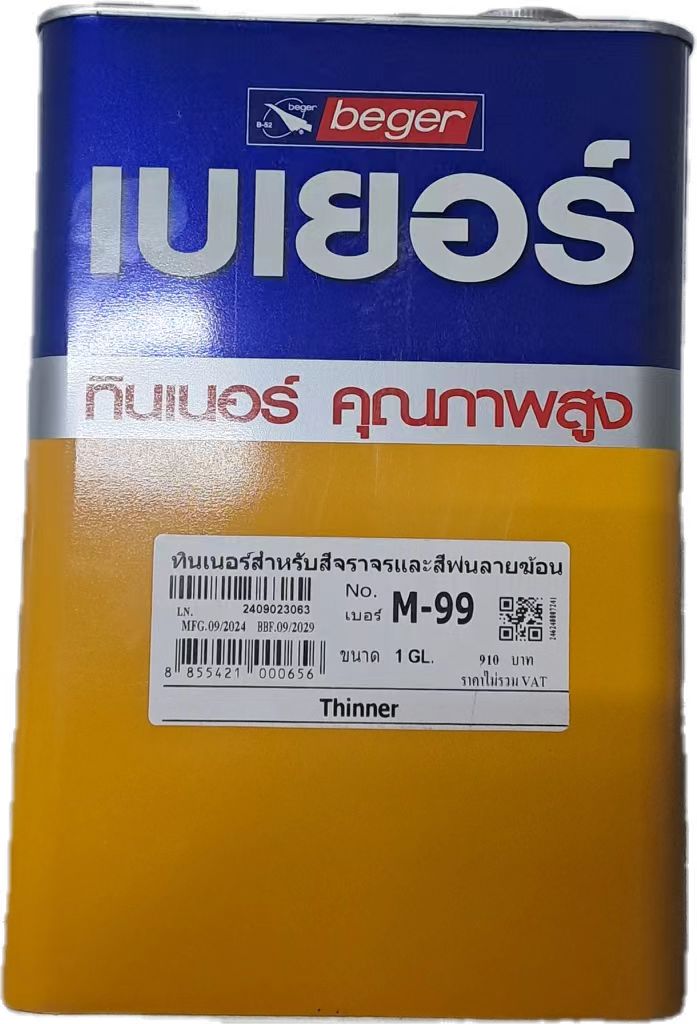 beger
B-52
beger
เบเยอร์
ทินเนอร์ คุณภาพสูง
ทินเนอร์สำหรับสีจราจรและสีพ่นลายฆ้อน
LN. 2409023063
MFG.09/2024 BBF.09/2029
8 855421 000656
No.
เบอร์ M-99
ขนาด 1 GL.
910 บาท
ราคาไม่รวม VAT
Thinner